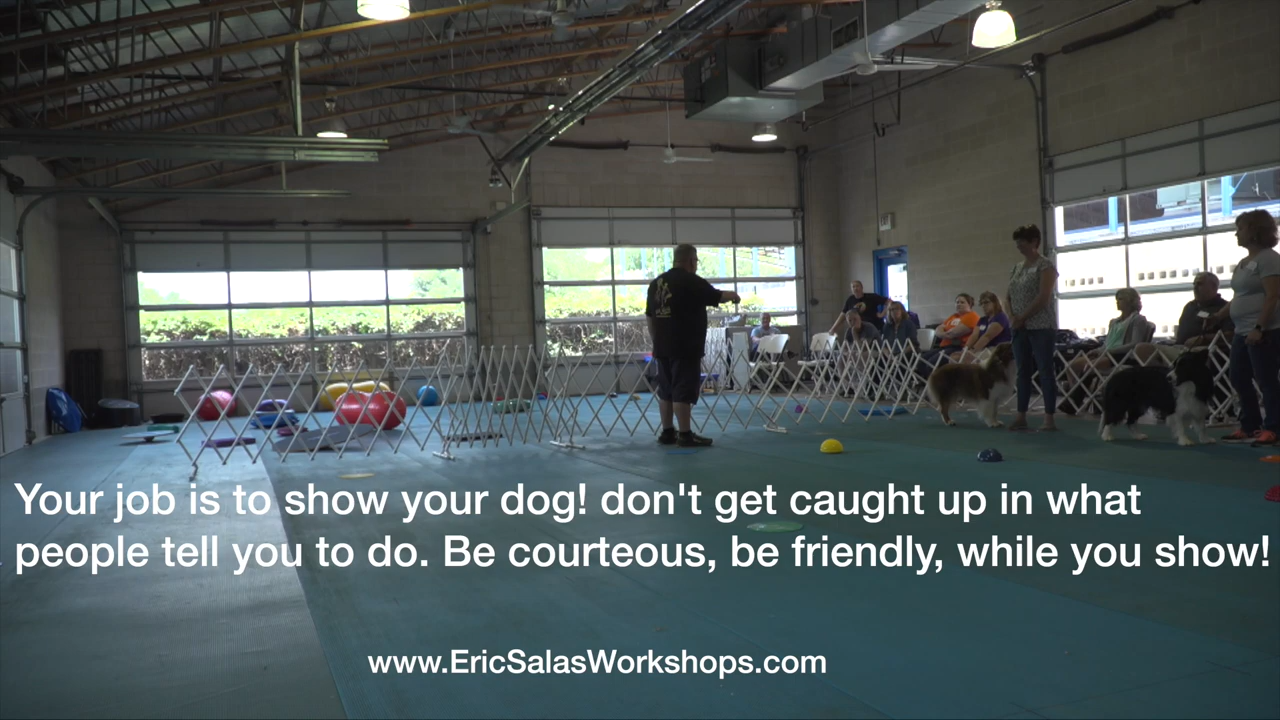 Your job is to show your dog! don't get caught up in what
people tell you to do. Be courteous, be friendly, while you show!
www.EricSalasWorkshops.com